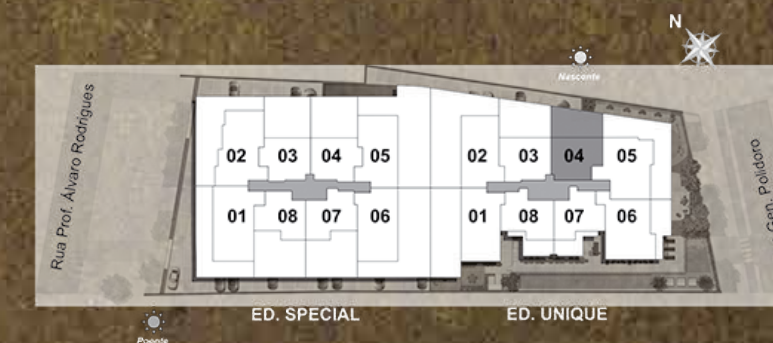 N
Nascente
Rua Prof. Álvaro Rodrigues
Gen. Polidoro
02 03 04 05
01 08 07 06
02 03 04 05
01 08 07 06
ED. SPECIAL
ED. UNIQUE
Poente